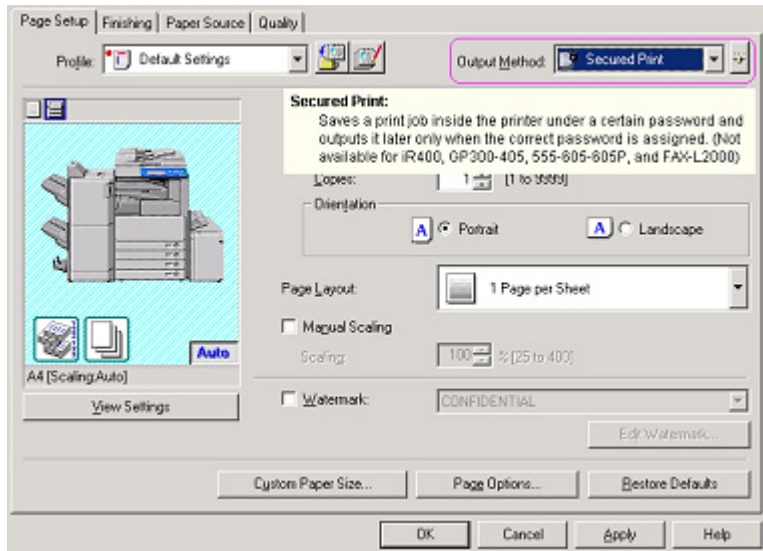 Page Setup Finishing Paper Source Quality
Profile: Default Settings Output Method: Secured Print
Secured Print:
Saves a print job inside the printer under a certain password and
outputs it later only when the correct password is assigned. (Not
available for iR400, GP300-405, 555-605-605P, and FAX-L2000)
Copies: 1 [1 to 9999]
Orientation
A Portrait A Landscape
Page Layout: 1 Page per Sheet
Manual Scaling
Auto Scaling: 100 % [25 to 400]
A4 [Scaling:Auto]
View Settings Watermark: CONFIDENTIAL
Edit Watermark...
Custom Paper Size... Page Options... Restore Defaults
OK Cancel Apply Help